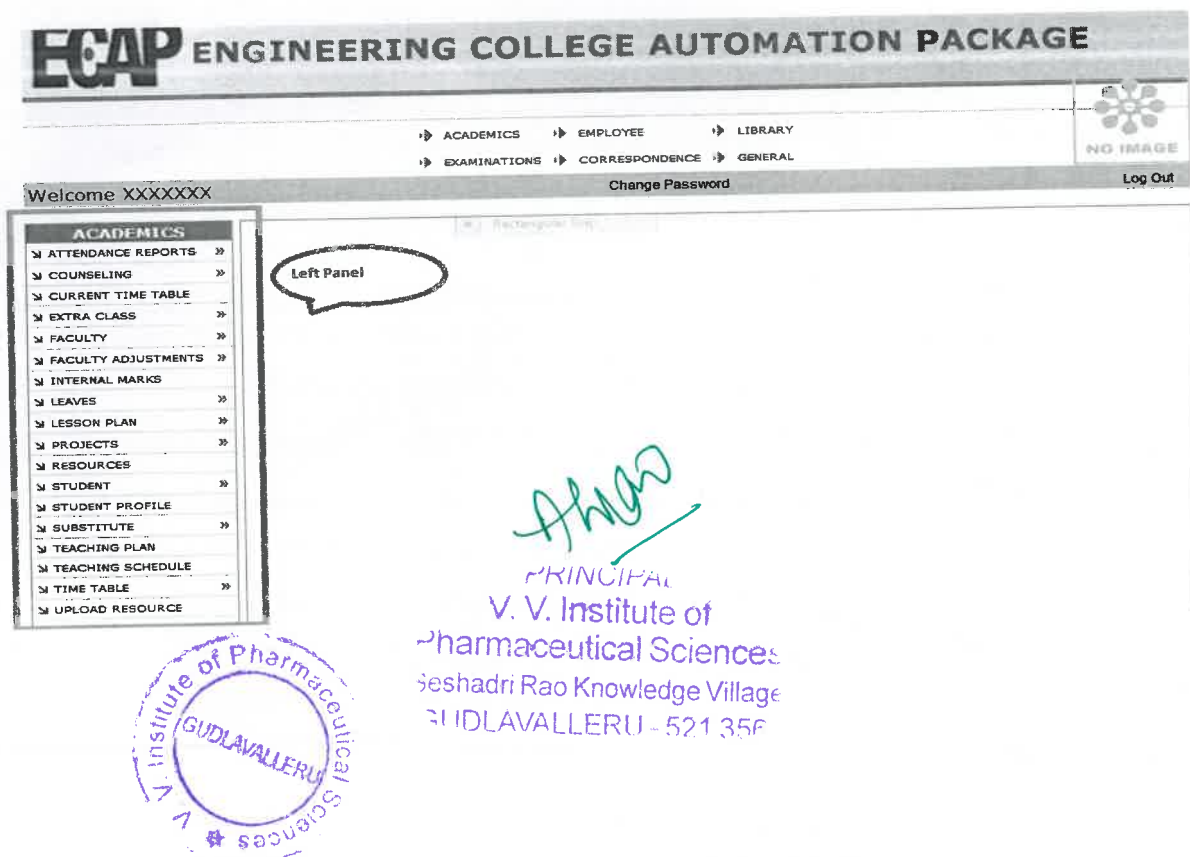 ECAP ENGINEERING COLLEGE AUTOMATION PACKAGE
ACADEMICS EMPLOYEE LIBRARY
EXAMINATIONS CORRESPONDENCE GENERAL
NO IMAGE
Welcome XXXXXXX Change Password Log Out
ACADEMICS
ATTENDANCE REPORTS »
COUNSELING »
CURRENT TIME TABLE
EXTRA CLASS »
FACULTY »
FACULTY ADJUSTMENTS »
INTERNAL MARKS
LEAVES »
LESSON PLAN »
PROJECTS »
RESOURCES
STUDENT »
STUDENT PROFILE
SUBSTITUTE »
TEACHING PLAN
TEACHING SCHEDULE
TIME TABLE »
UPLOAD RESOURCE
Left Panel
PRINCIPAL
V. V. Institute of
Pharmaceutical Sciences
Seshadri Rao Knowledge Village
GUDLAVALLERU - 521 356
V. V. Institute of Pharmaceutical Sciences
GUDLAVALLERU